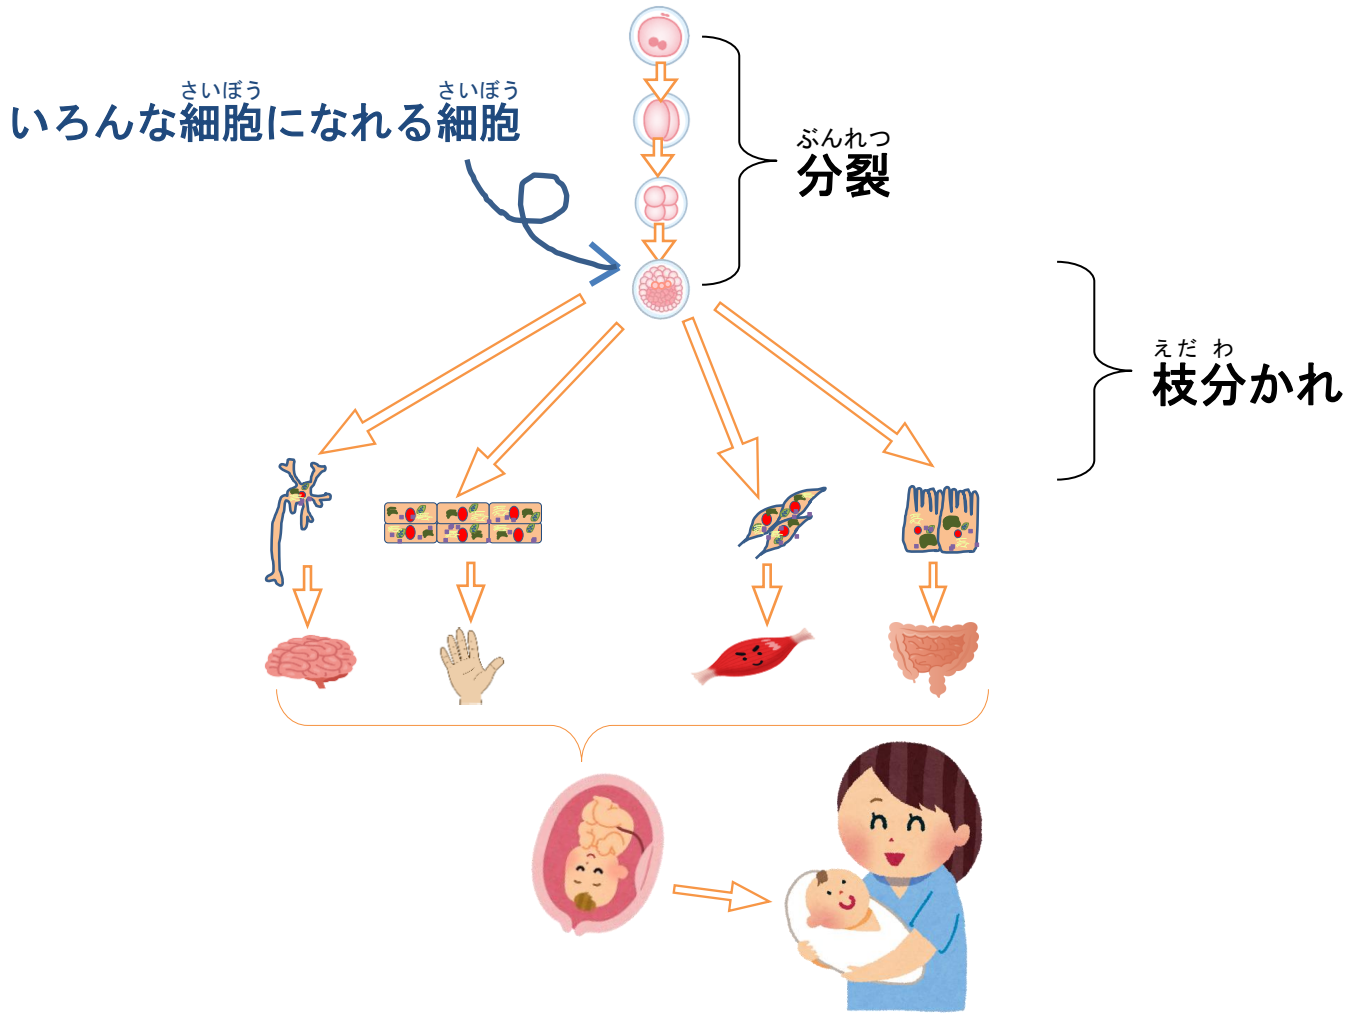 さいぼう さいぼう
いろんな細胞になれる細胞
ぶんれつ
分裂
えだ わ
枝分かれ